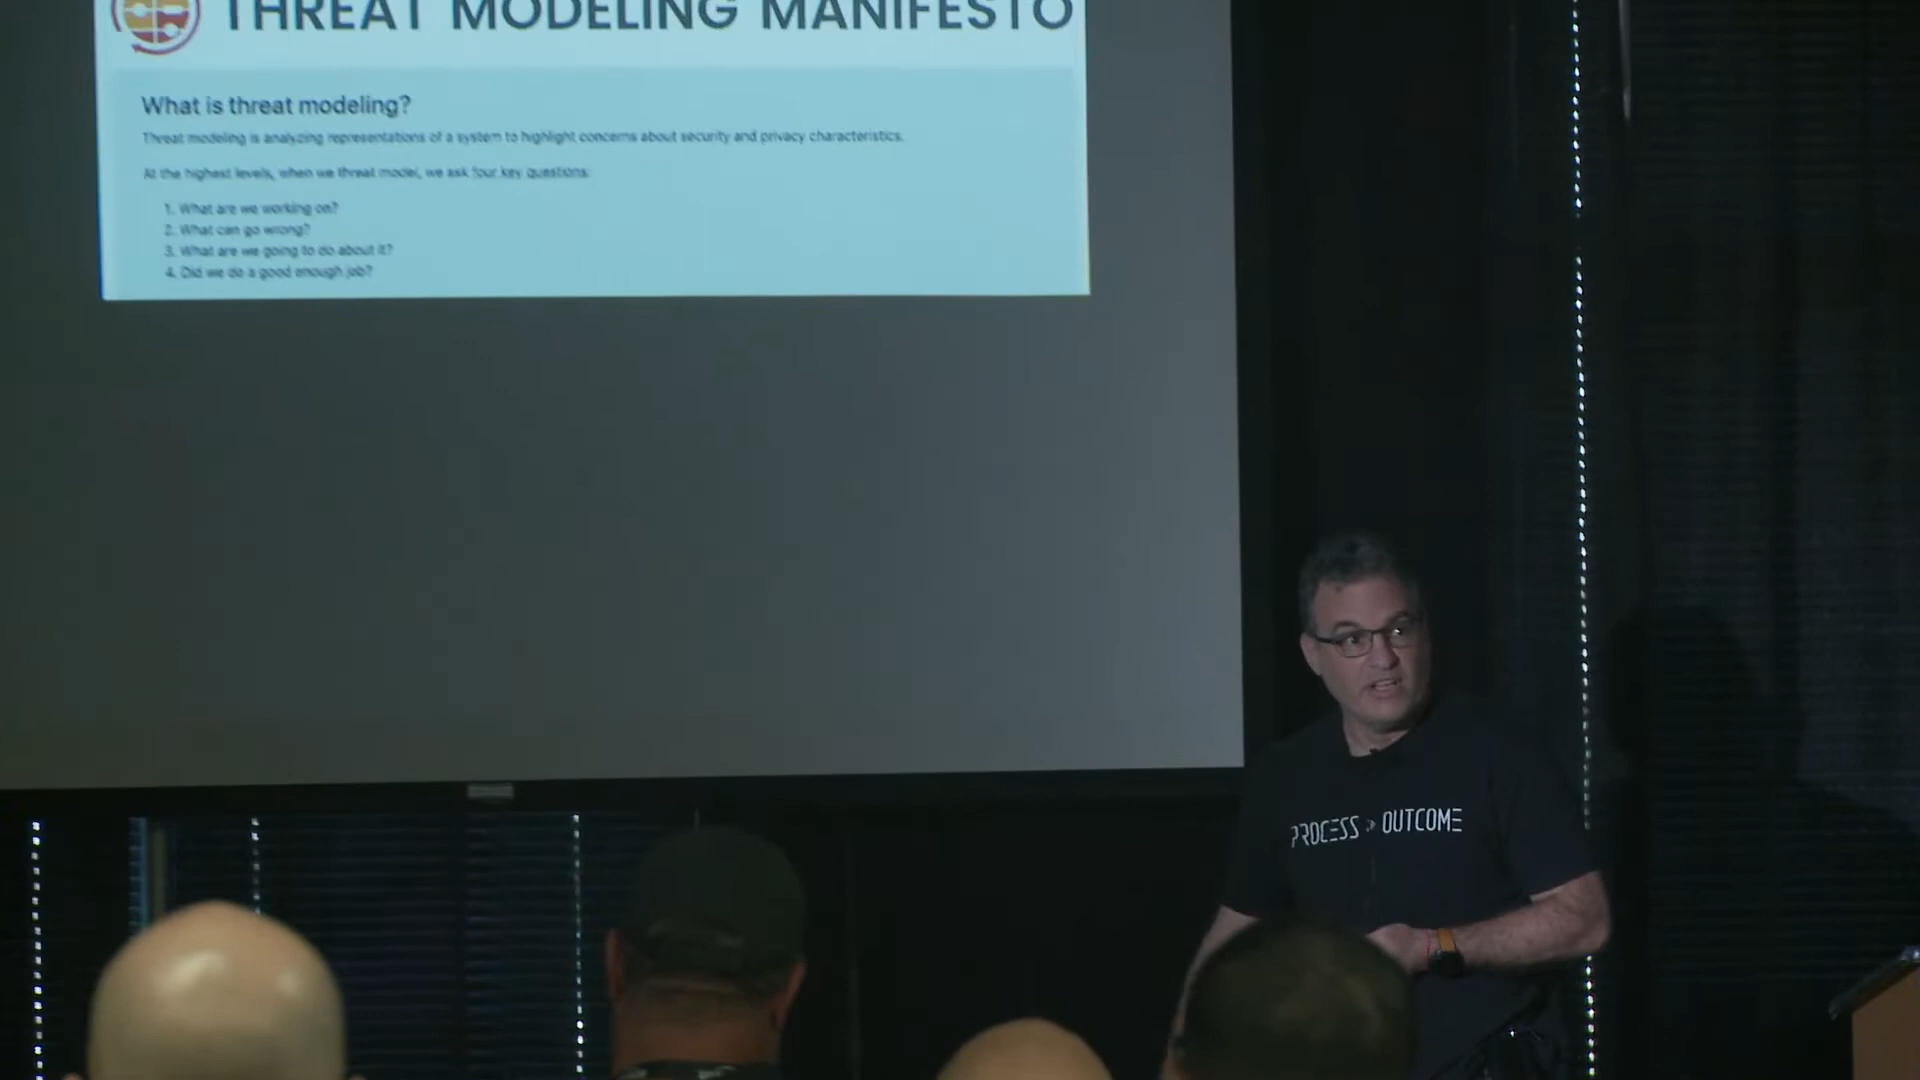 THREAT MODELING MANIFESTO
What is threat modeling?
Threat modeling is analyzing representations of a system to highlight concerns about security and privacy characteristics.
At the highest levels, when we threat model, we ask four key questions:
1. What are we working on?
2. What can go wrong?
3. What are we going to do about it?
4. Did we do a good enough job?
PROCESS > OUTCOME